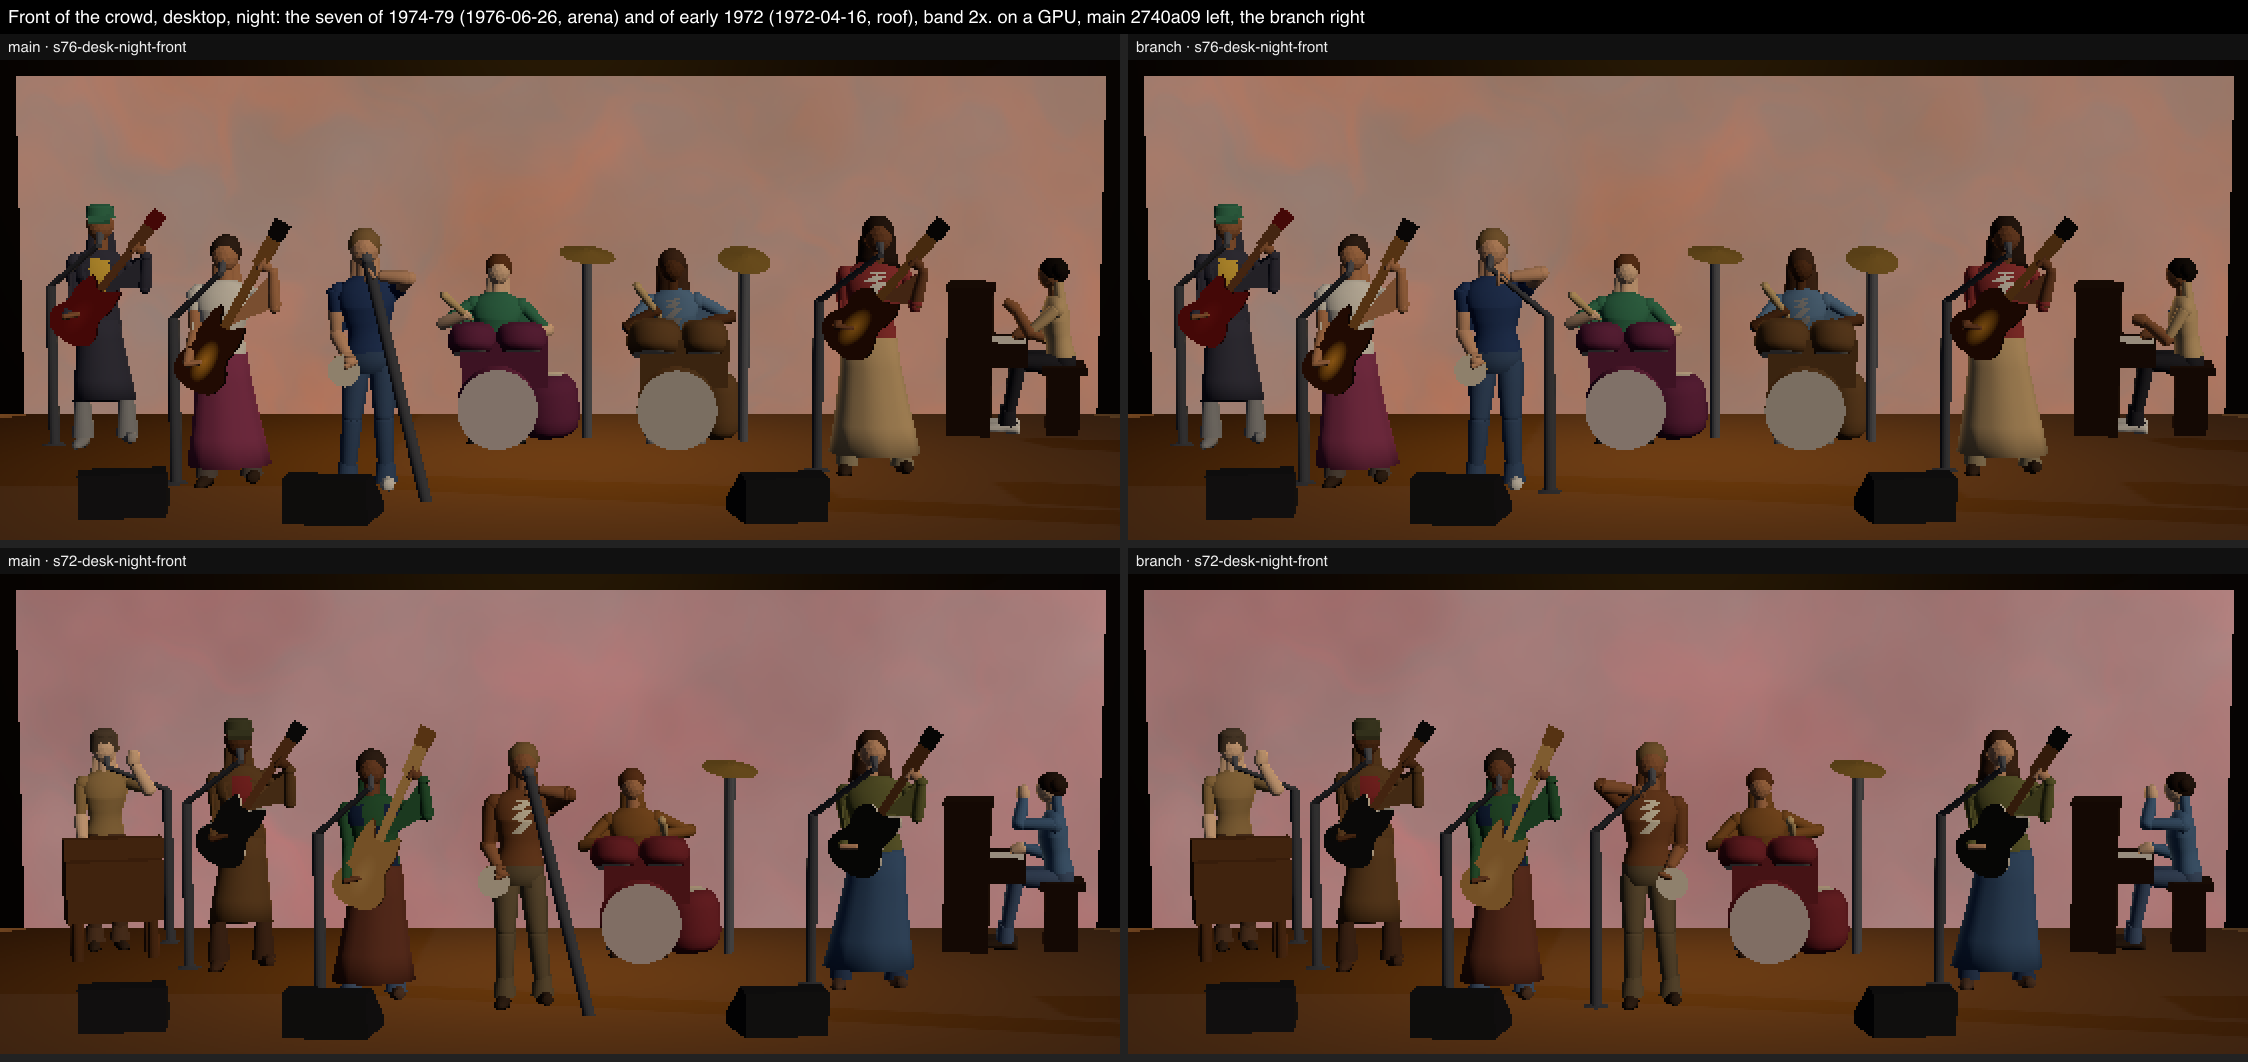 Front of the crowd, desktop, night: the seven of 1974-79 (1976-06-26, arena) and of early 1972 (1972-04-16, roof), band 2x. on a GPU, main 2740a09 left, the branch right
main · s76-desk-night-front
branch · s76-desk-night-front
main · s72-desk-night-front
branch · s72-desk-night-front